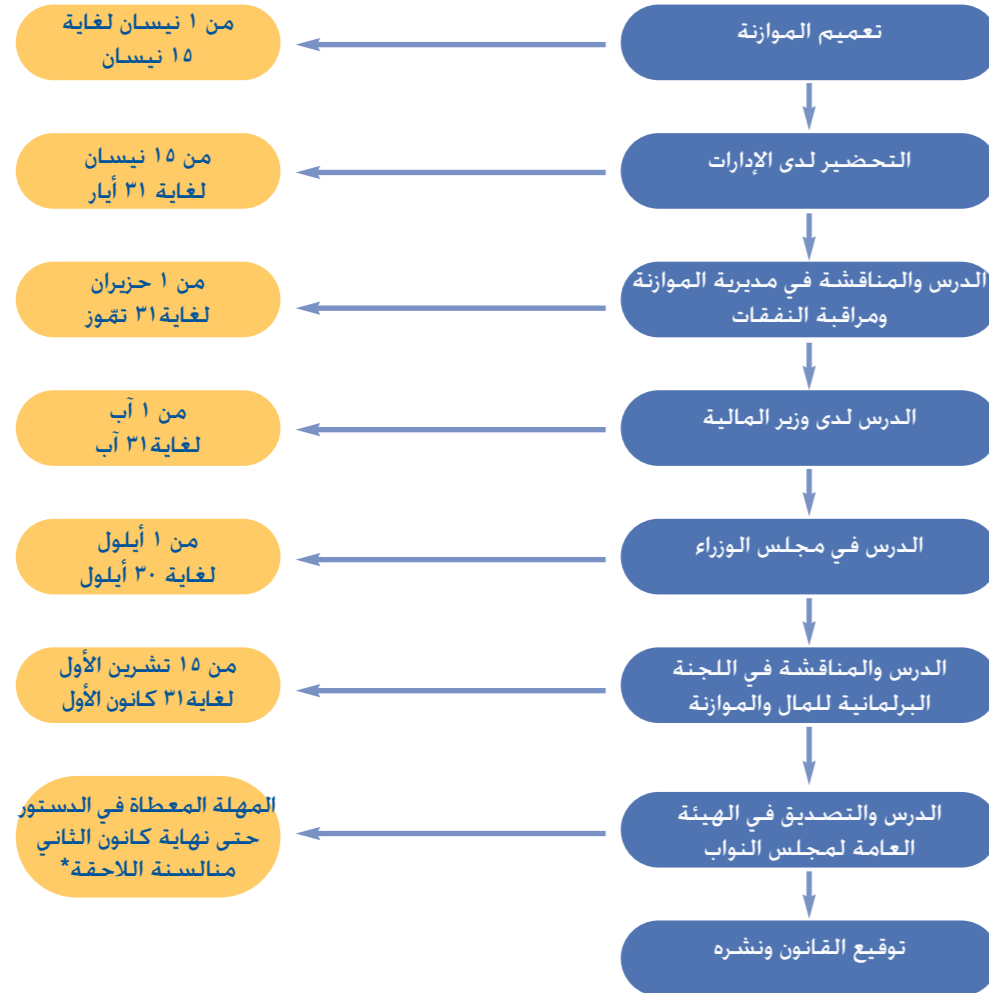 تعميم الموازنة
من ١ نيسان لغاية
١٥ نيسان
التحضير لدى الإدارات
من ١٥ نيسان
لغاية ٣١ أيار
الدرس والمناقشة في مديرية الموازنة
ومراقبة النفقات
من ١ حزيران
لغاية٣١ تمّوز
الدرس لدى وزير المالية
من ١ آب
لغاية٣١ آب
الدرس في مجلس الوزراء
من ١ أيلول
لغاية ٣٠ أيلول
الدرس والمناقشة في اللجنة
البرلمانية للمال والموازنة
من ١٥ تشرين الأول
لغاية٣١ كانون الأول
الدرس والتصديق في الهيئة
العامة لمجلس النواب
المهلة المعطاة في الدستور
حتى نهاية كانون الثاني
منالسنة اللاحقة*
توقيع القانون ونشره